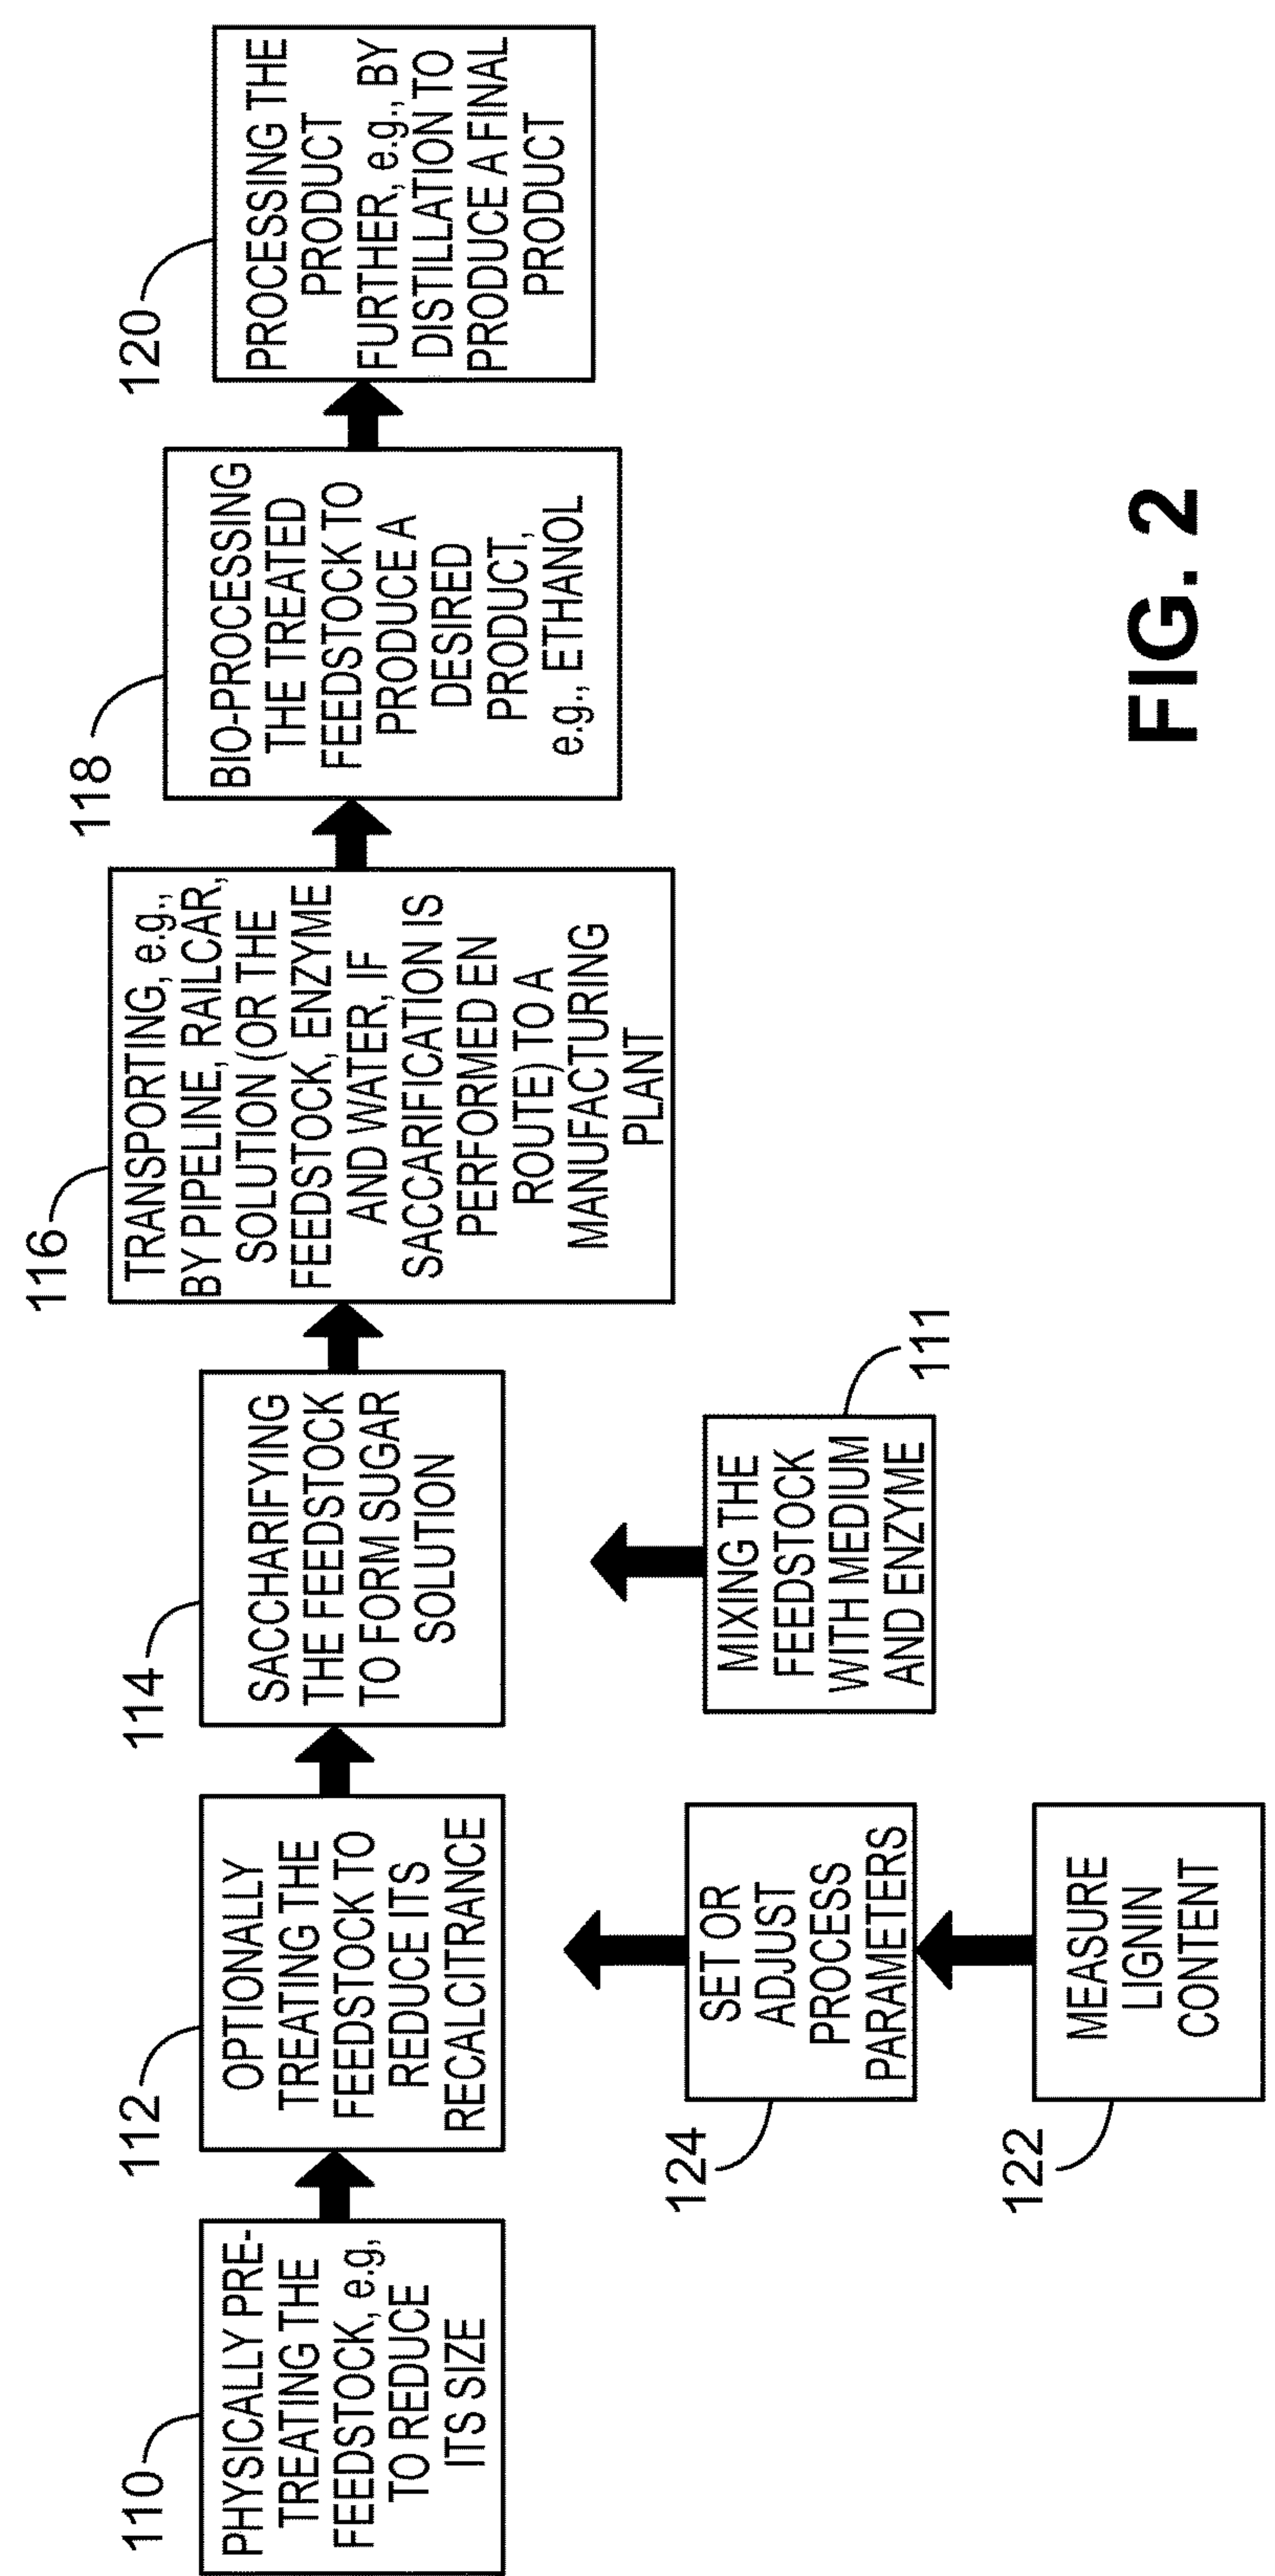 110
PHYSICALLY PRE-
TREATING THE
FEEDSTOCK, e.g,
TO REDUCE
ITS SIZE
112
OPTIONALLY
TREATING THE
FEEDSTOCK TO
REDUCE ITS
RECALCITRANCE
114
SACCHARIFYING
THE FEEDSTOCK
TO FORM SUGAR
SOLUTION
116
TRANSPORTING, e.g.,
BY PIPELINE, RAILCAR,
SOLUTION (OR THE
FEEDSTOCK, ENZYME
AND WATER, IF
SACCARIFICATION IS
PERFORMED EN
ROUTE) TO A
MANUFACTURING
PLANT
118
BIO-PROCESSING
THE TREATED
FEEDSTOCK TO
PRODUCE A
DESIRED
PRODUCT,
e.g., ETHANOL
120
PROCESSING THE
PRODUCT
FURTHER, e.g., BY
DISTILLATION TO
PRODUCE A FINAL
PRODUCT
124
SET OR
ADJUST
PROCESS
PARAMETERS
122
MEASURE
LIGNIN
CONTENT
111
MIXING THE
FEEDSTOCK
WITH MEDIUM
AND ENZYME
FIG. 2